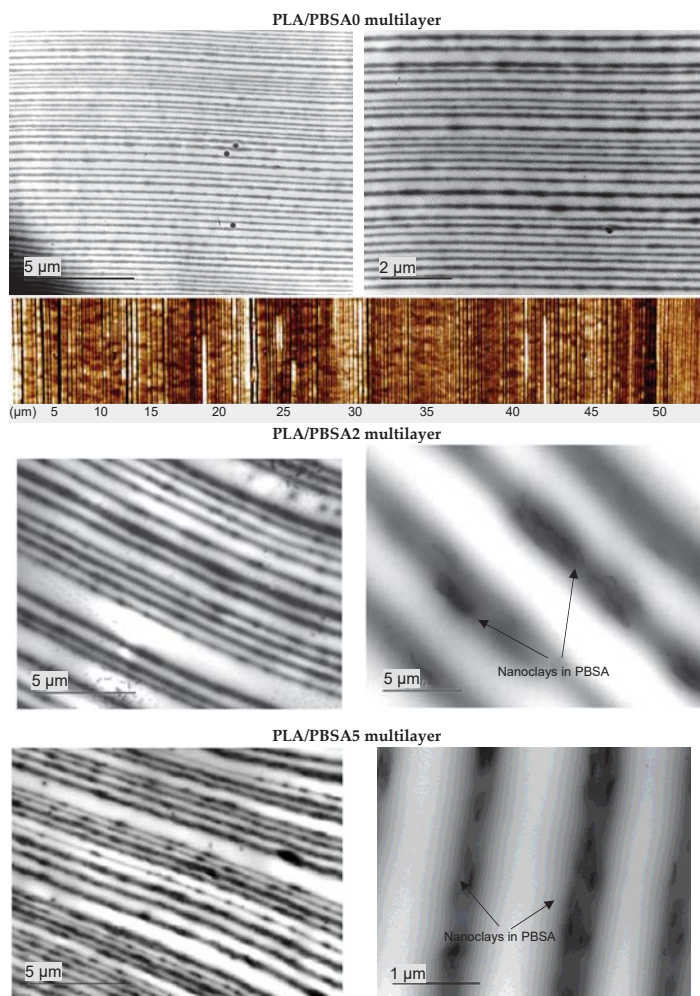 PLA/PBSA0 multilayer
5 µm
2 µm
(µm) 5 10 15 20 25 30 35 40 45 50
PLA/PBSA2 multilayer
Nanoclays in PBSA
5 µm
5 µm
PLA/PBSA5 multilayer
Nanoclays in PBSA
5 µm
1 µm